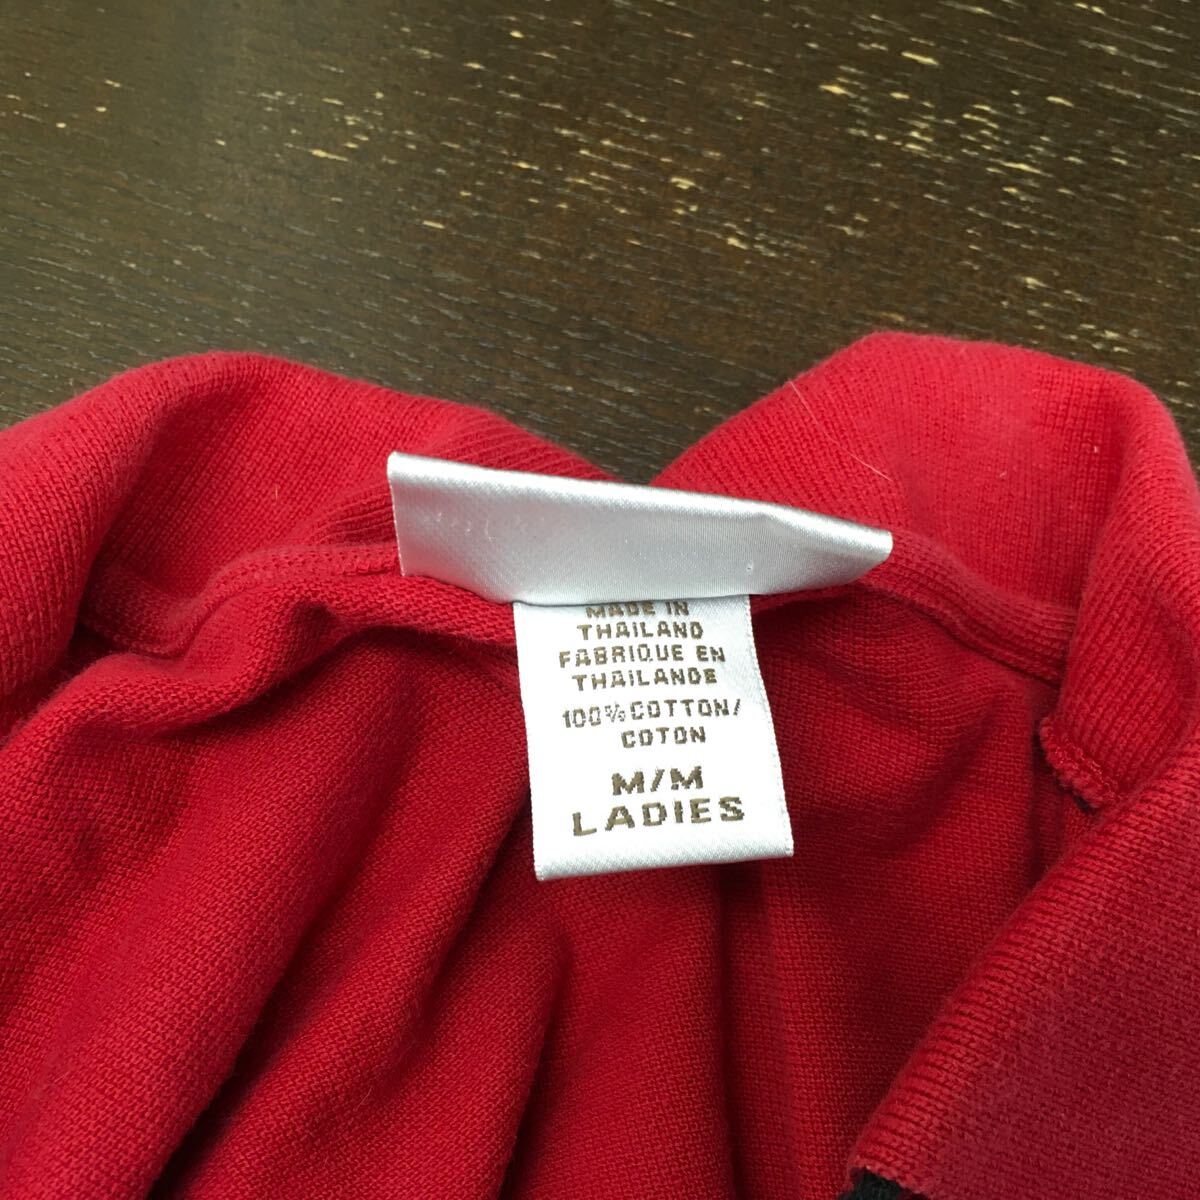 MADE IN
THAILAND
FABRIQUE EN
THAILANDE
100% COTTON/
COTON
M/M
LADIES